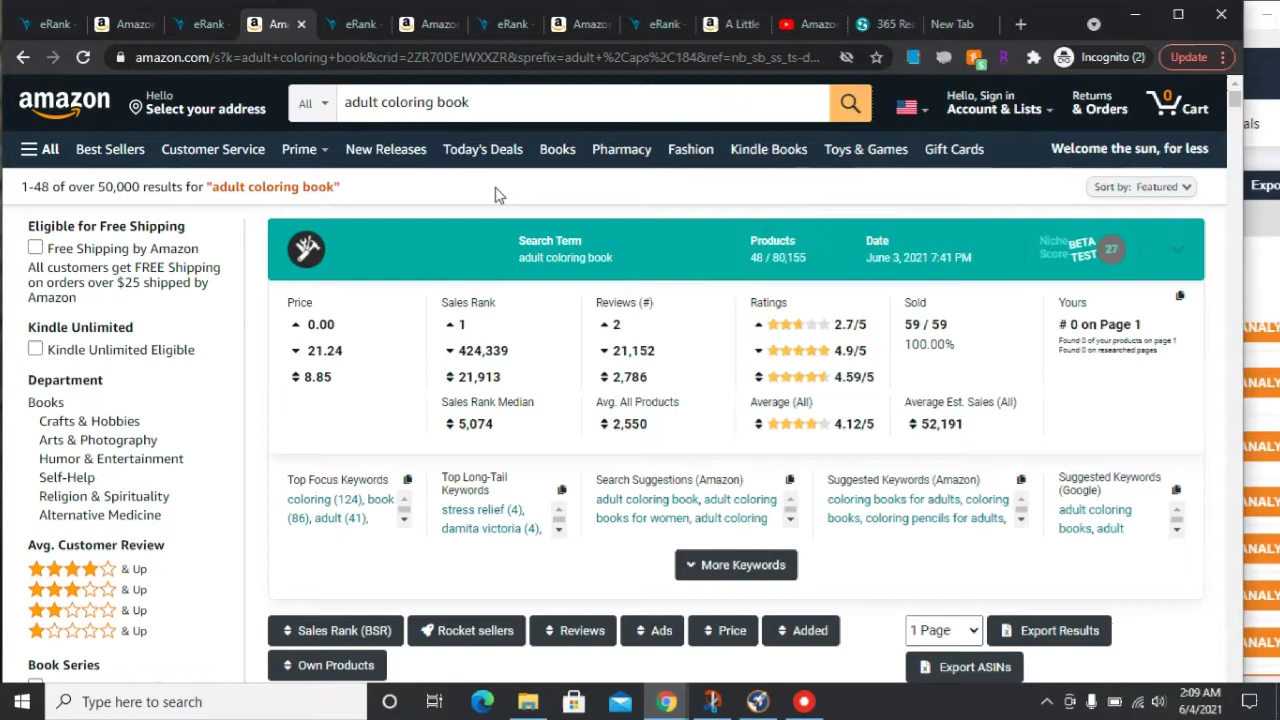 eRank
Amazo
eRank
Ama
eRank
Amazo
eRank
Amazo
eRank
A Little
Amazo
365 Re
New Tab
amazon.com/s?k=adult+coloring+book&crid=2ZR70DEJWXXZR&sprefix=adult+%2Caps%2C184&ref=nb_sb_ss_ts-d...
Incognito (2)
Update
amazon
Hello
Select your address
All
adult coloring book
Hello, Sign in
Account & Lists
Returns
& Orders
0
Cart
All
Best Sellers
Customer Service
Prime
New Releases
Today's Deals
Books
Pharmacy
Fashion
Kindle Books
Toys & Games
Gift Cards
Welcome the sun, for less
1-48 of over 50,000 results for "adult coloring book"
Sort by: Featured
Eligible for Free Shipping
Free Shipping by Amazon
All customers get FREE Shipping
on orders over $25 shipped by
Amazon
Kindle Unlimited
Kindle Unlimited Eligible
Department
Books
Crafts & Hobbies
Arts & Photography
Humor & Entertainment
Self-Help
Religion & Spirituality
Alternative Medicine
Avg. Customer Review
& Up
& Up
& Up
& Up
Book Series
Search Term
adult coloring book
Products
48 / 80,155
Date
June 3, 2021 7:41 PM
Niche
Score
BETA
TEST
27
Price
0.00
21.24
8.85
Sales Rank
1
424,339
21,913
Sales Rank Median
5,074
Reviews (#)
2
21,152
2,786
Avg. All Products
2,550
Ratings
2.7/5
4.9/5
4.59/5
Average (All)
4.12/5
Sold
59 / 59
100.00%
Average Est. Sales (All)
52,191
Yours
# 0 on Page 1
Found 0 of your products on page 1
Found 0 on researched pages
Top Focus Keywords
coloring (124), book
(86), adult (41),
Top Long-Tail
Keywords
stress relief (4),
damita victoria (4),
Search Suggestions (Amazon)
adult coloring book, adult coloring
books for women, adult coloring
Suggested Keywords (Amazon)
coloring books for adults, coloring
books, coloring pencils for adults,
Suggested Keywords
(Google)
adult coloring
books, adult
More Keywords
Sales Rank (BSR)
Rocket sellers
Reviews
Ads
Price
Added
1 Page
Export Results
Own Products
Export ASINs
als
Expo
ANALY
ANALY
ANALY
ANALY
ANALY
ANALY
ANALY
Type here to search
2:09 AM
6/4/2021